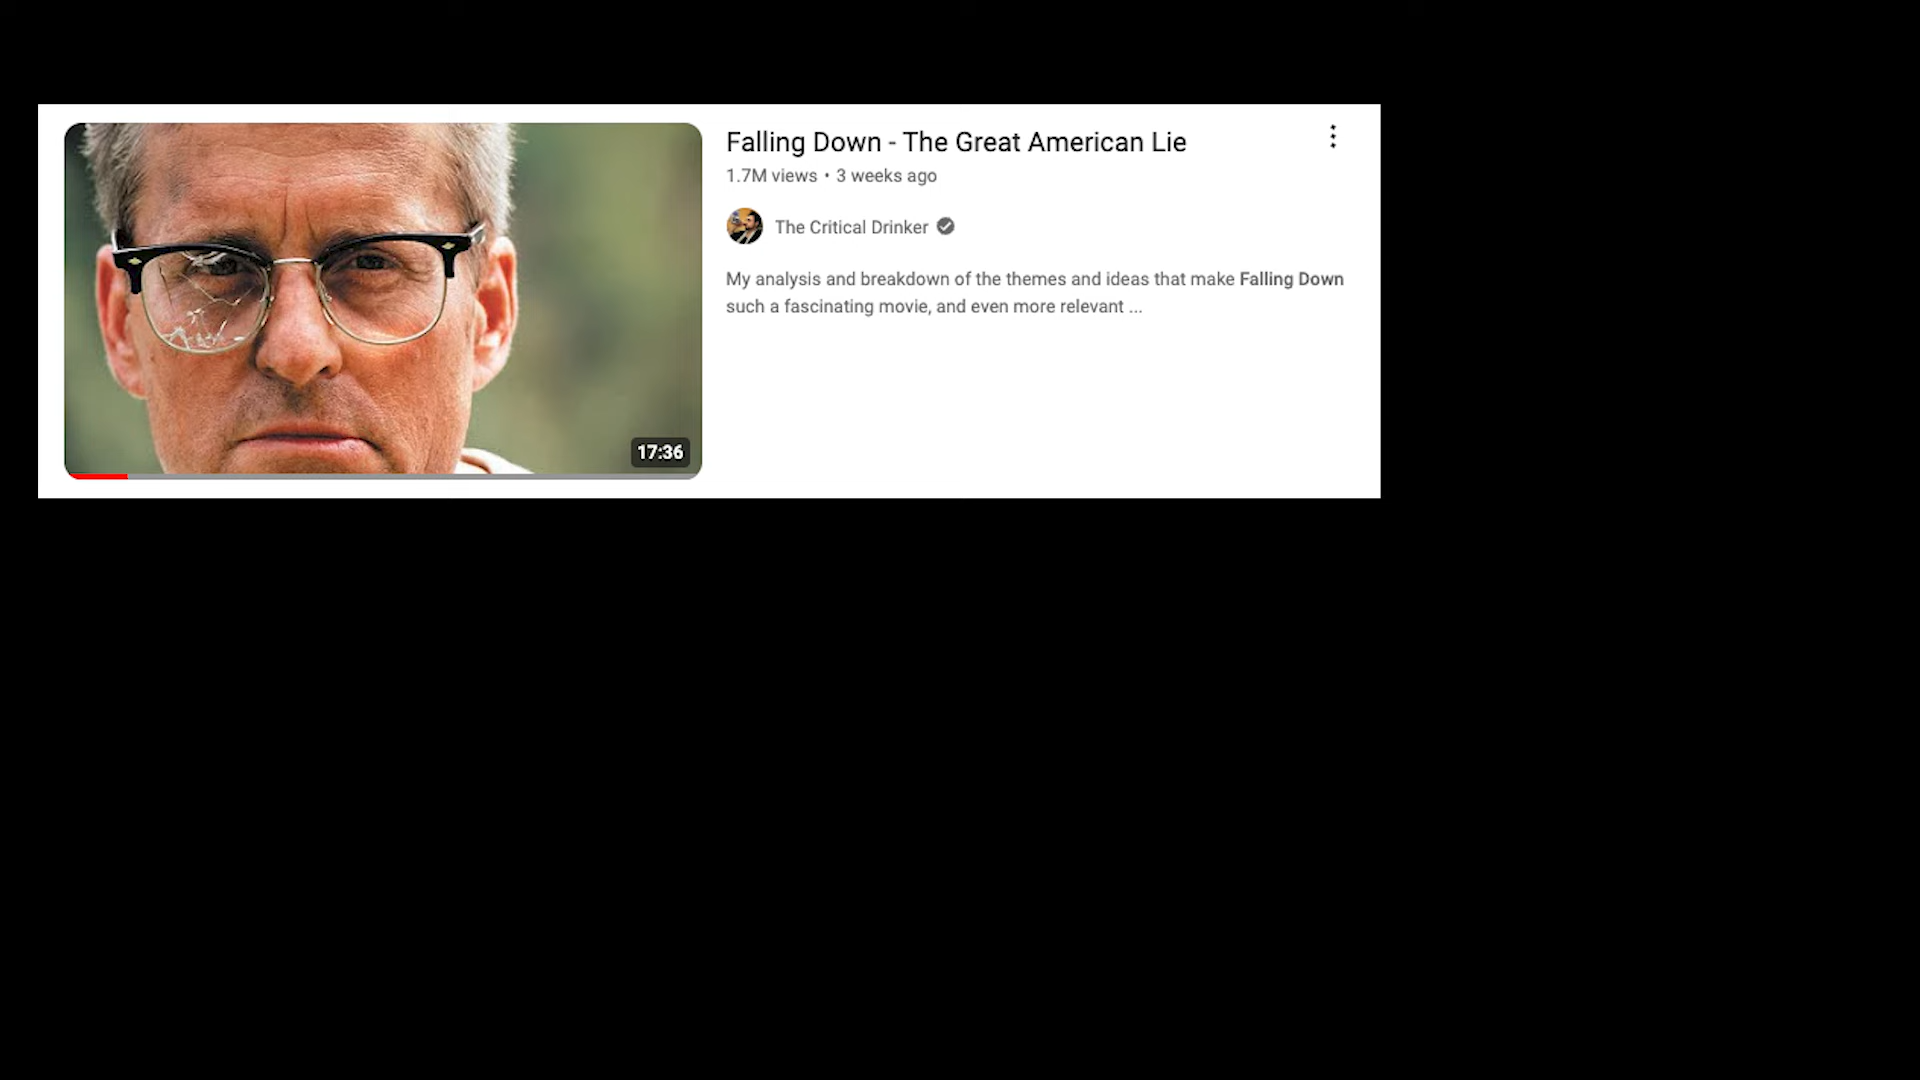 Falling Down - The Great American Lie
1.7M views • 3 weeks ago
The Critical Drinker
My analysis and breakdown of the themes and ideas that make Falling Down
such a fascinating movie, and even more relevant ...
17:36